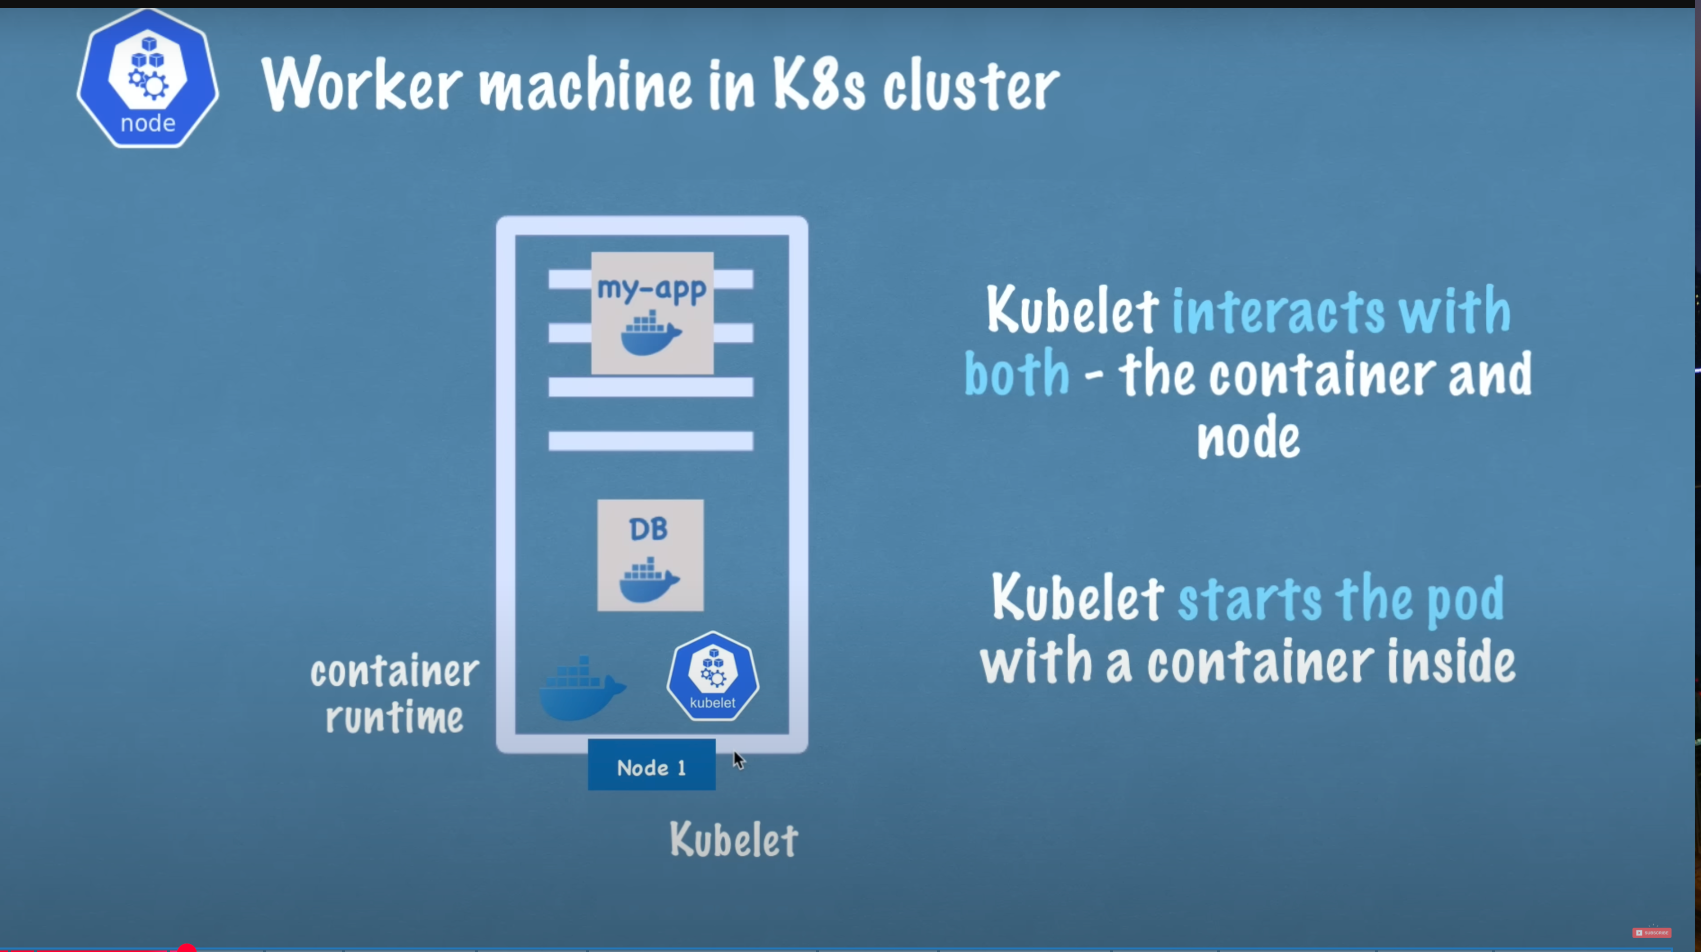 node
Worker machine in K8s cluster
my-app
DB
container
runtime
kubelet
Node 1
Kubelet
Kubelet interacts with
both - the container and
node
Kubelet starts the pod
with a container inside
SUBSCRIBE